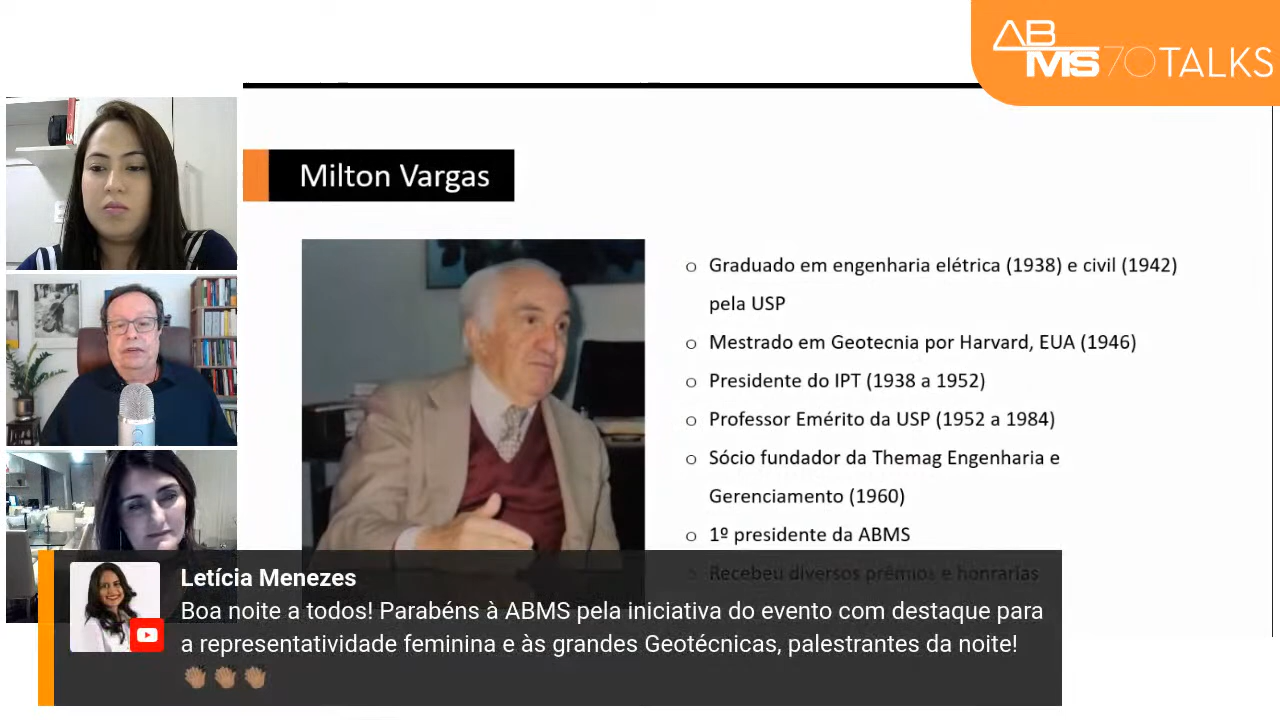 ABMS 70 TALKS
Milton Vargas
o Graduado em engenharia elétrica (1938) e civil (1942)
pela USP
o Mestrado em Geotecnia por Harvard, EUA (1946)
o Presidente do IPT (1938 a 1952)
o Professor Emérito da USP (1952 a 1984)
o Sócio fundador da Themag Engenharia e
Gerenciamento (1960)
o 1º presidente da ABMS
o Recebeu diversos prêmios e honrarias
Letícia Menezes
Boa noite a todos! Parabéns à ABMS pela iniciativa do evento com destaque para
a representatividade feminina e às grandes Geotécnicas, palestrantes da noite!
👏🏽👏🏽👏🏽